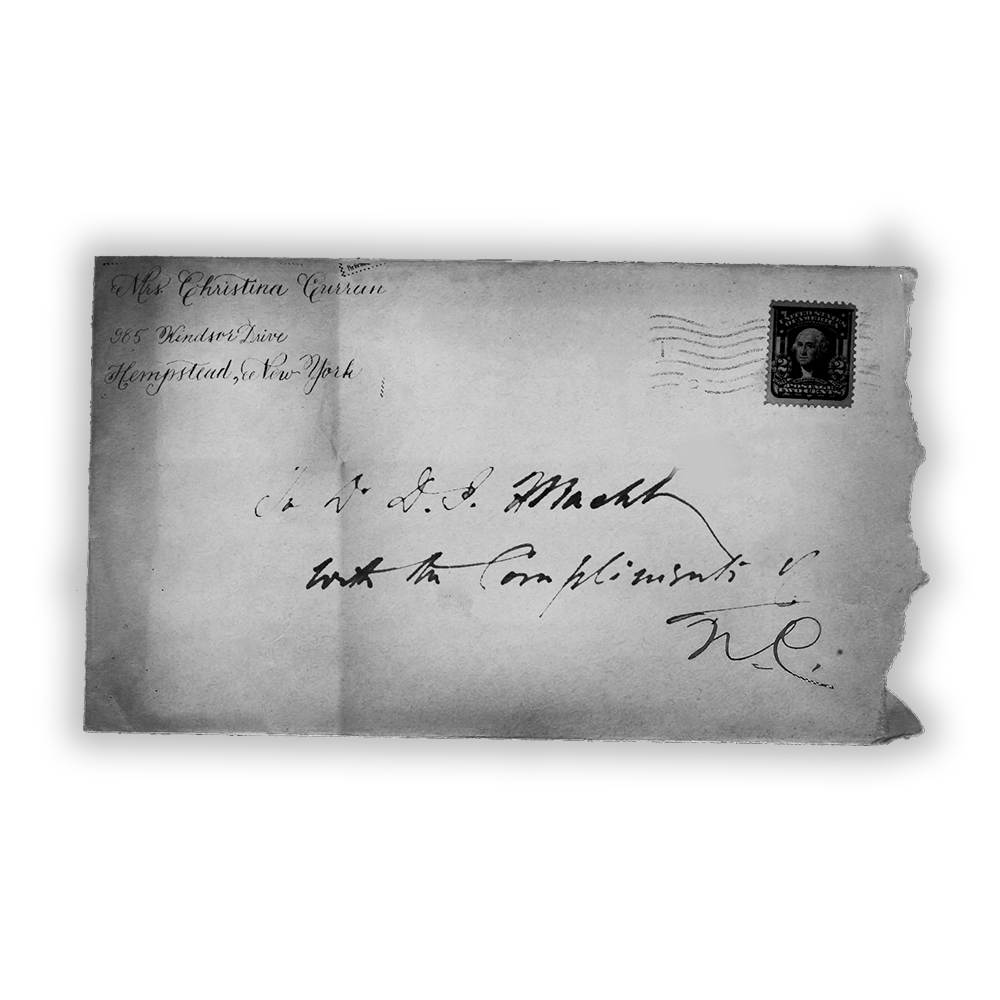 Mrs Christina Curran
985 Windsor Drive
Hempstead, New York
UNITED STATES
OF AMERICA
2 2
POSTAGE
TWO CENTS
To Dr D. I. Macht
with the Compliments of